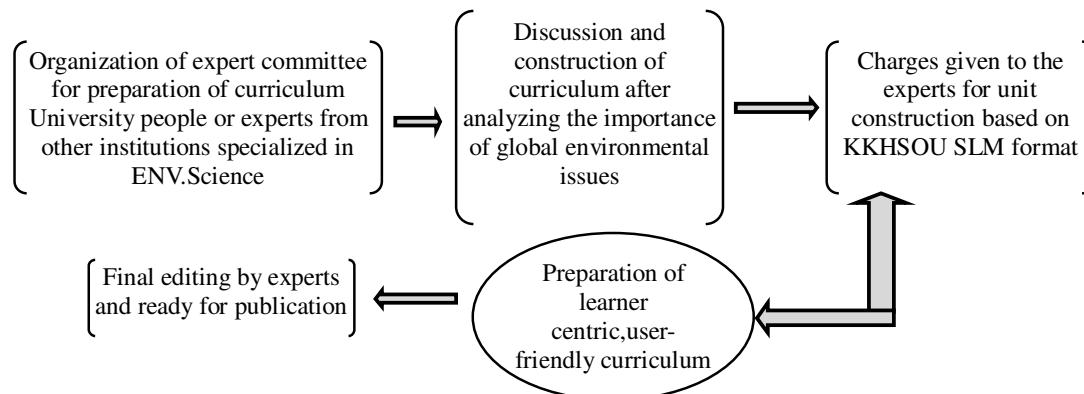 Organization of expert committee
for preparation of curriculum
University people or experts from
other institutions specialized in
ENV.Science
Discussion and
construction of
curriculum after
analyzing the importance
of global environmental
issues
Charges given to the
experts for unit
construction based on
KKHSOU SLM format
Preparation of
learner
centric,user-
friendly curriculum
Final editing by experts
and ready for publication